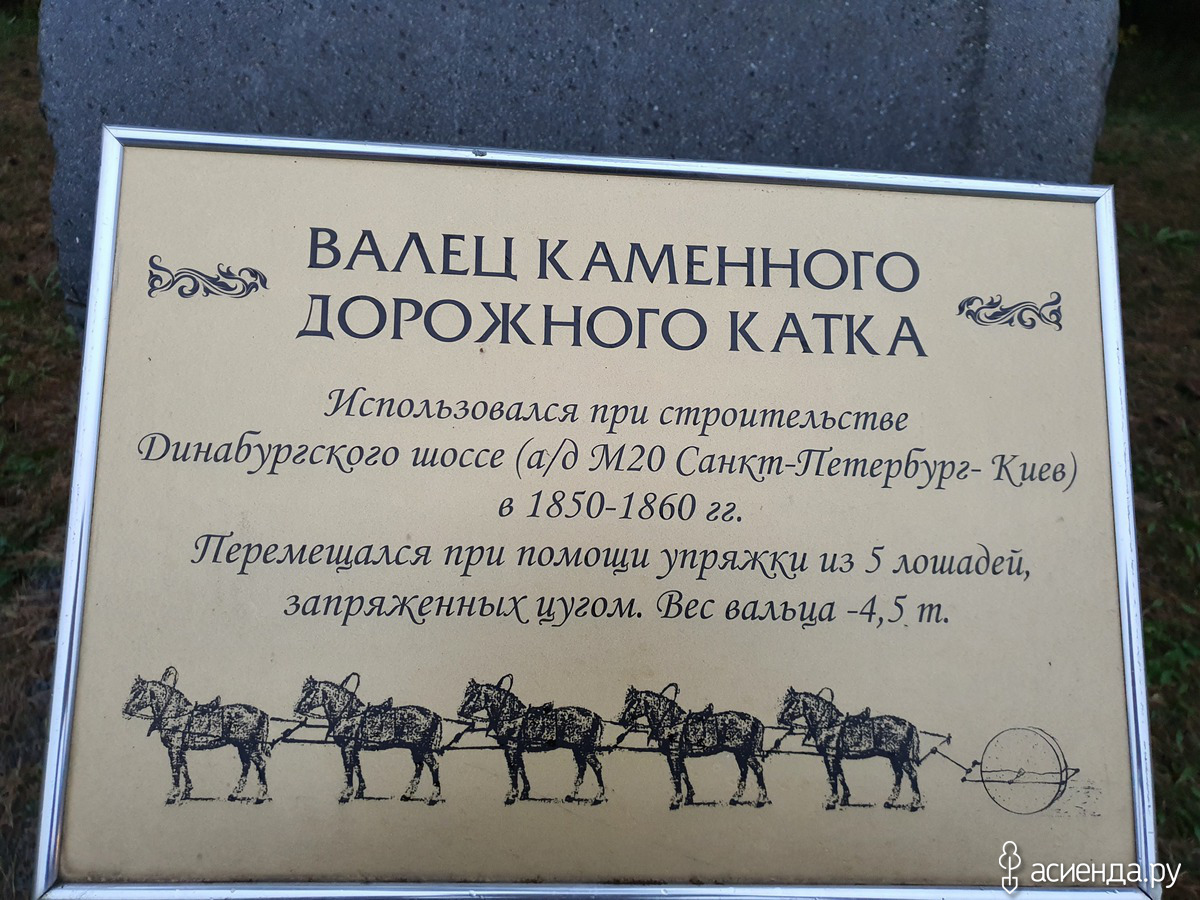 ВАЛЕЦ КАМЕННОГО
ДОРОЖНОГО КАТКА
Использовался при строительстве
Динабургского шоссе (а/д М20 Санкт-Петербург- Киев)
в 1850-1860 гг.
Перемещался при помощи упряжки из 5 лошадей,
запряженных цугом. Вес вальца -4,5 т.
асиенда.ру